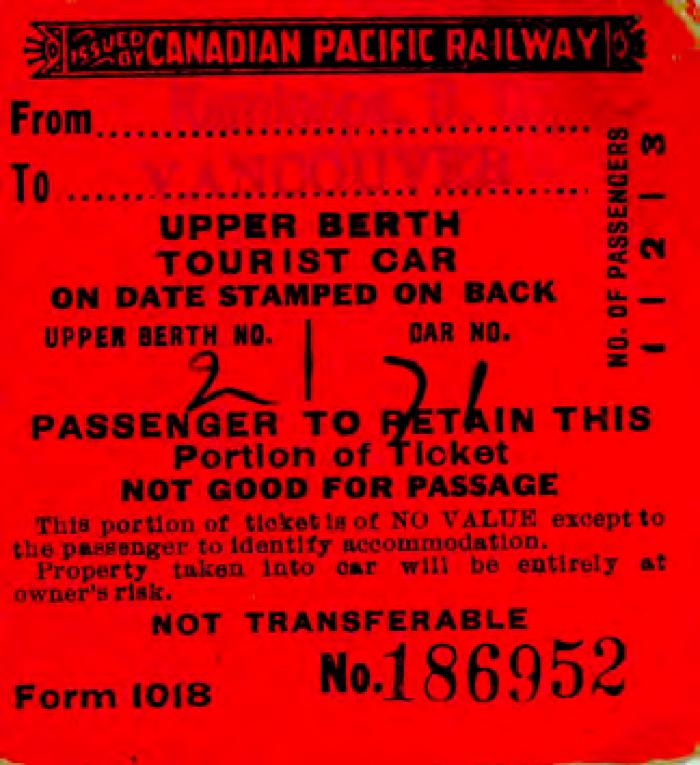 ISSUED BY CANADIAN PACIFIC RAILWAY
From Kamloops, B. C.
To VANCOUVER
NO. OF PASSENGERS
1 | 1 | 2 | 1 | 3
UPPER BERTH
TOURIST CAR
ON DATE STAMPED ON BACK
UPPER BERTH NO. CAR NO.
2 71
PASSENGER TO RETAIN THIS
Portion of Ticket
NOT GOOD FOR PASSAGE
This portion of ticket is of NO VALUE except to
the passenger to identify accommodation.
Property taken into car will be entirely at
owner's risk.
NOT TRANSFERABLE
Form 1018 No. 186952